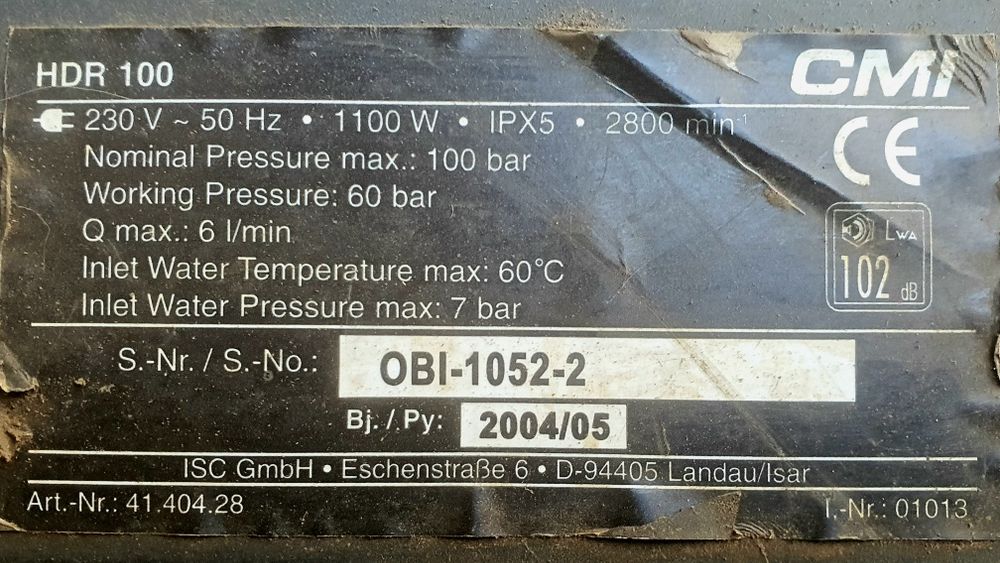 HDR 100
CMI
230 V ~ 50 Hz • 1100 W • IPX5 • 2800 min⁻¹
CE
Nominal Pressure max.: 100 bar
Working Pressure: 60 bar
Q max.: 6 l/min
LWA
Inlet Water Temperature max: 60°C
102 dB
Inlet Water Pressure max: 7 bar
S.-Nr. / S.-No.: OBI-1052-2
Bj. / Py: 2004/05
ISC GmbH • Eschenstraße 6 • D-94405 Landau/Isar
Art.-Nr.: 41.404.28
I.-Nr.: 01013